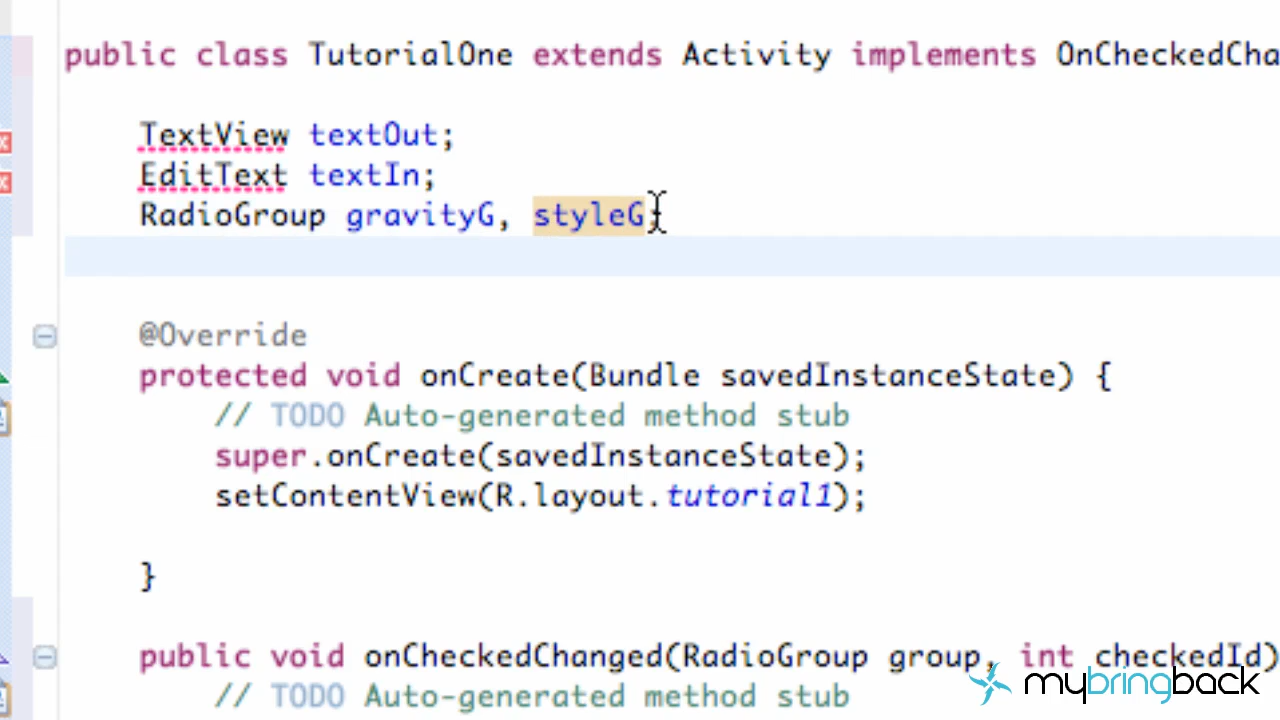 public class TutorialOne extends Activity implements OnCheckedCha
TextView textOut;
EditText textIn;
RadioGroup gravityG, styleG;
@Override
protected void onCreate(Bundle savedInstanceState) {
// TODO Auto-generated method stub
super.onCreate(savedInstanceState);
setContentView(R.layout.tutorial1);
}
public void onCheckedChanged(RadioGroup group, int checkedId)
// TODO Auto-generated method stub
mybringback